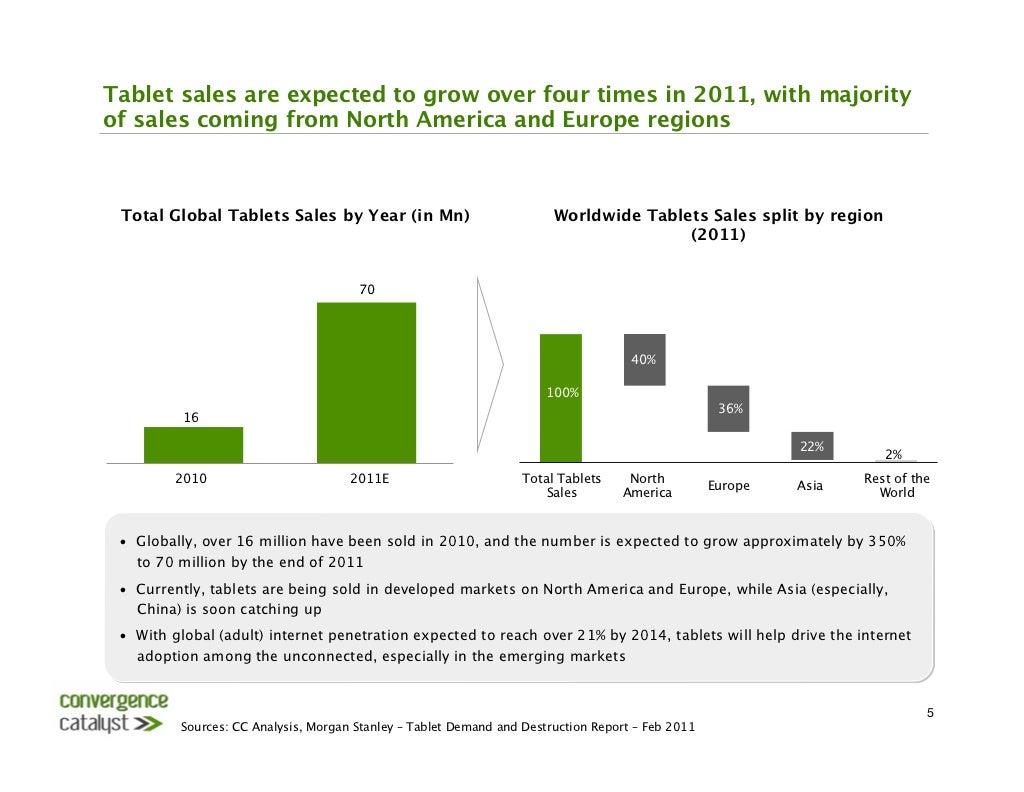 Tablet sales are expected to grow over four times in 2011, with majority
of sales coming from North America and Europe regions
Total Global Tablets Sales by Year (in Mn)
70
16
2010
2011E
Worldwide Tablets Sales split by region
(2011)
100%
40%
36%
22%
2%
Total Tablets
Sales
North
America
Europe
Asia
Rest of the
World
• Globally, over 16 million have been sold in 2010, and the number is expected to grow approximately by 350%
to 70 million by the end of 2011
• Currently, tablets are being sold in developed markets on North America and Europe, while Asia (especially,
China) is soon catching up
• With global (adult) internet penetration expected to reach over 21% by 2014, tablets will help drive the internet
adoption among the unconnected, especially in the emerging markets
convergence
catalyst
Sources: CC Analysis, Morgan Stanley – Tablet Demand and Destruction Report – Feb 2011
5